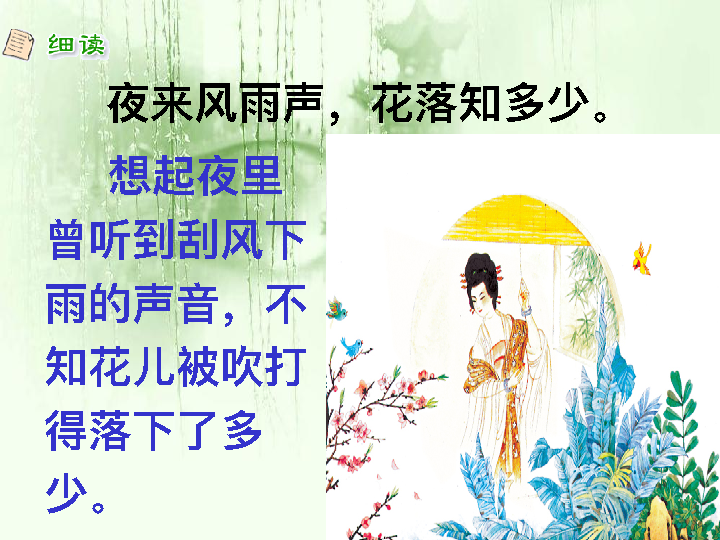 细读
夜来风雨声，花落知多少。
想起夜里
曾听到刮风下
雨的声音，不
知花儿被吹打
得落下了多
少。